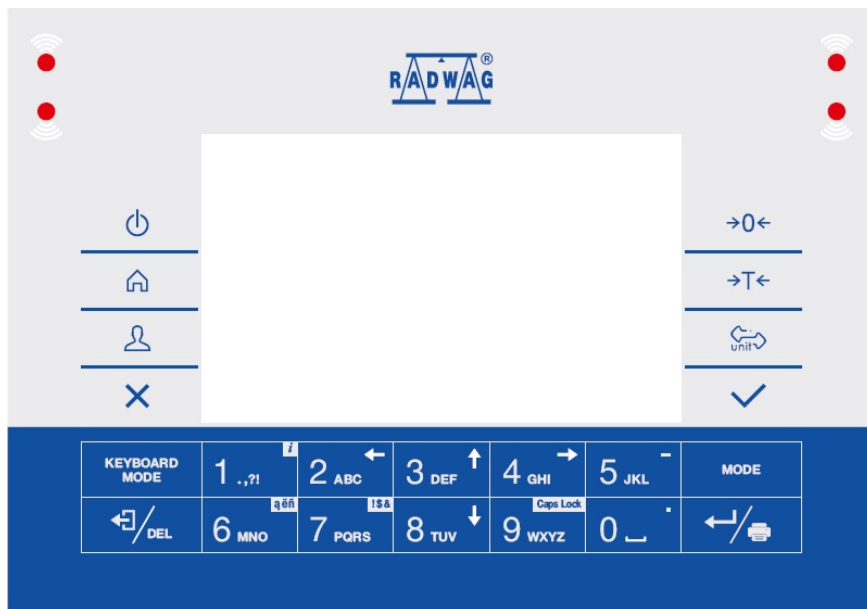 RADWAG®
→0←
→T←
unit
KEYBOARD MODE
1 .,?! i
2 ABC ←
3 DEF ↑
4 GHI →
5 JKL -
MODE
DEL
6 MNO ąëñ
7 PQRS !$&
8 TUV ↓
9 WXYZ Caps Lock
0 .